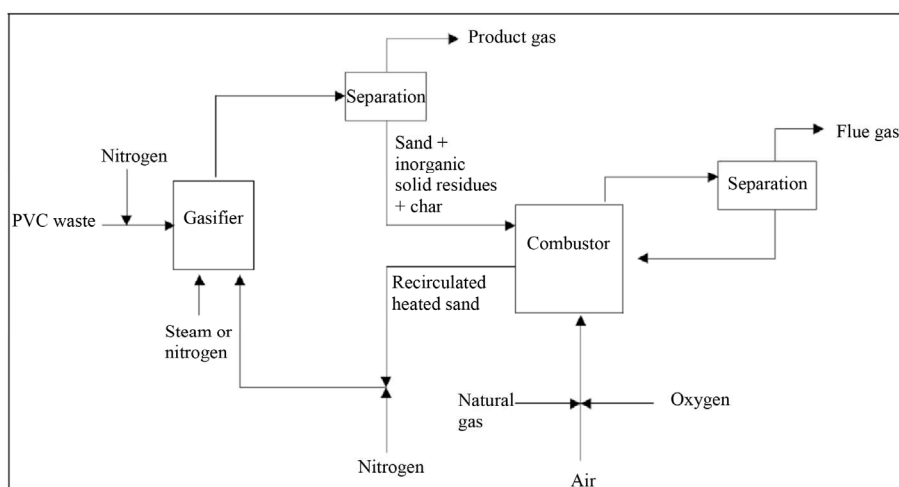 Product gas
Separation
Flue gas
Sand +
inorganic
solid residues
+ char
Nitrogen
Separation
PVC waste
Gasifier
Combustor
Recirculated
heated sand
Steam or
nitrogen
Natural
gas
Oxygen
Nitrogen
Air